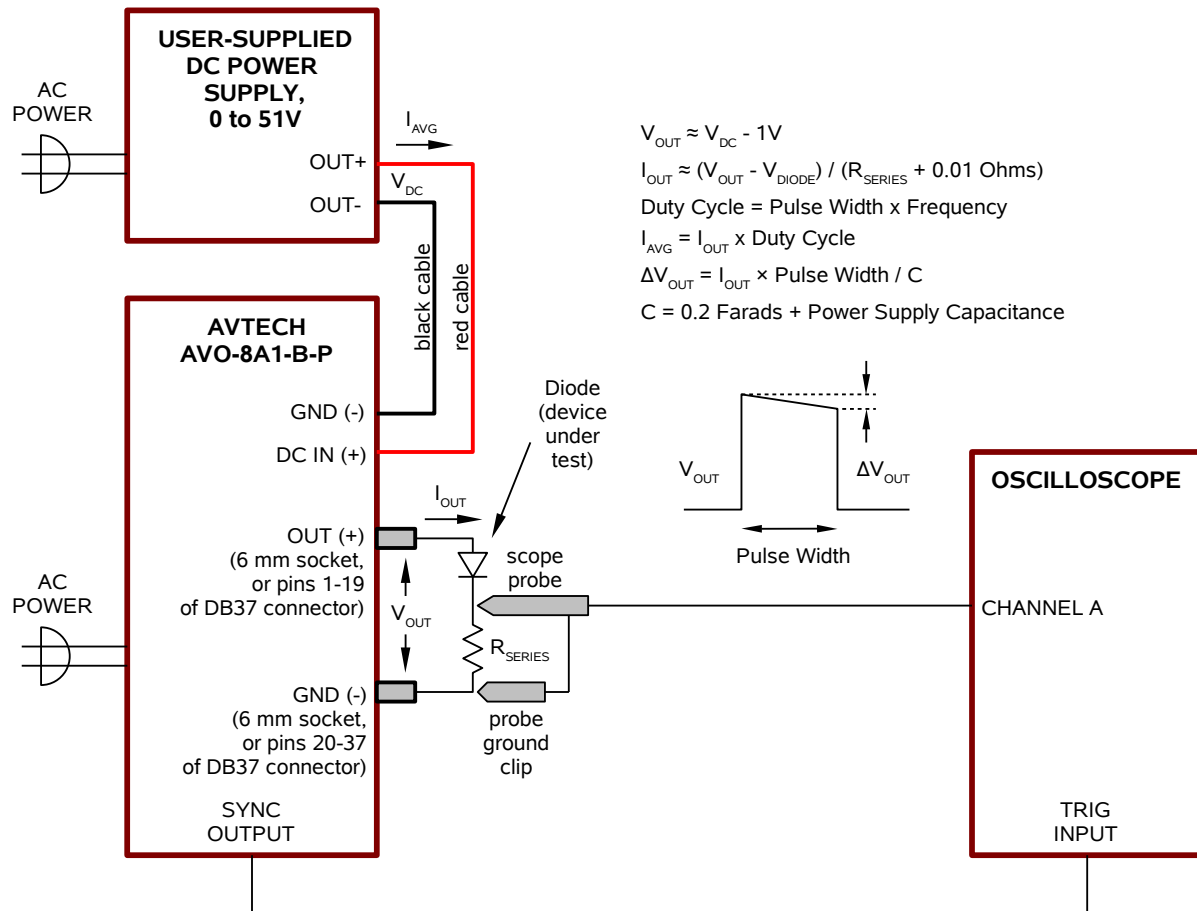 USER-SUPPLIED
DC POWER
SUPPLY,
0 to 51V
AC
POWER
I_AVG
OUT+
V_DC
OUT-
black cable
red cable
V_OUT ≈ V_DC - 1V
I_OUT ≈ (V_OUT - V_DIODE) / (R_SERIES + 0.01 Ohms)
Duty Cycle = Pulse Width x Frequency
I_AVG = I_OUT x Duty Cycle
ΔV_OUT = I_OUT × Pulse Width / C
C = 0.2 Farads + Power Supply Capacitance
AVTECH
AVO-8A1-B-P
GND (-)
DC IN (+)
Diode
(device
under
test)
I_OUT
OUT (+)
(6 mm socket,
or pins 1-19
of DB37 connector)
V_OUT
scope
probe
R_SERIES
AC
POWER
GND (-)
(6 mm socket,
or pins 20-37
of DB37 connector)
probe
ground
clip
SYNC
OUTPUT
V_OUT
ΔV_OUT
Pulse Width
OSCILLOSCOPE
CHANNEL A
TRIG
INPUT